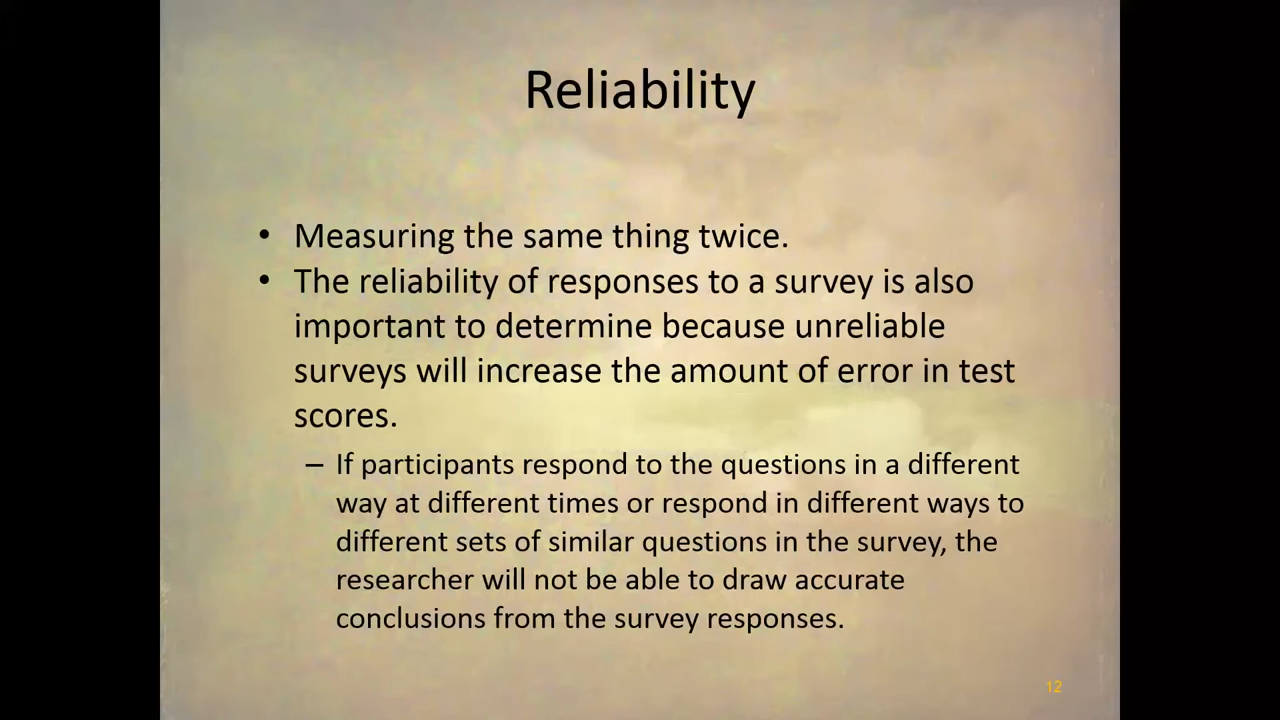 Reliability
• Measuring the same thing twice.
• The reliability of responses to a survey is also
important to determine because unreliable
surveys will increase the amount of error in test
scores.
– If participants respond to the questions in a different
way at different times or respond in different ways to
different sets of similar questions in the survey, the
researcher will not be able to draw accurate
conclusions from the survey responses.
12